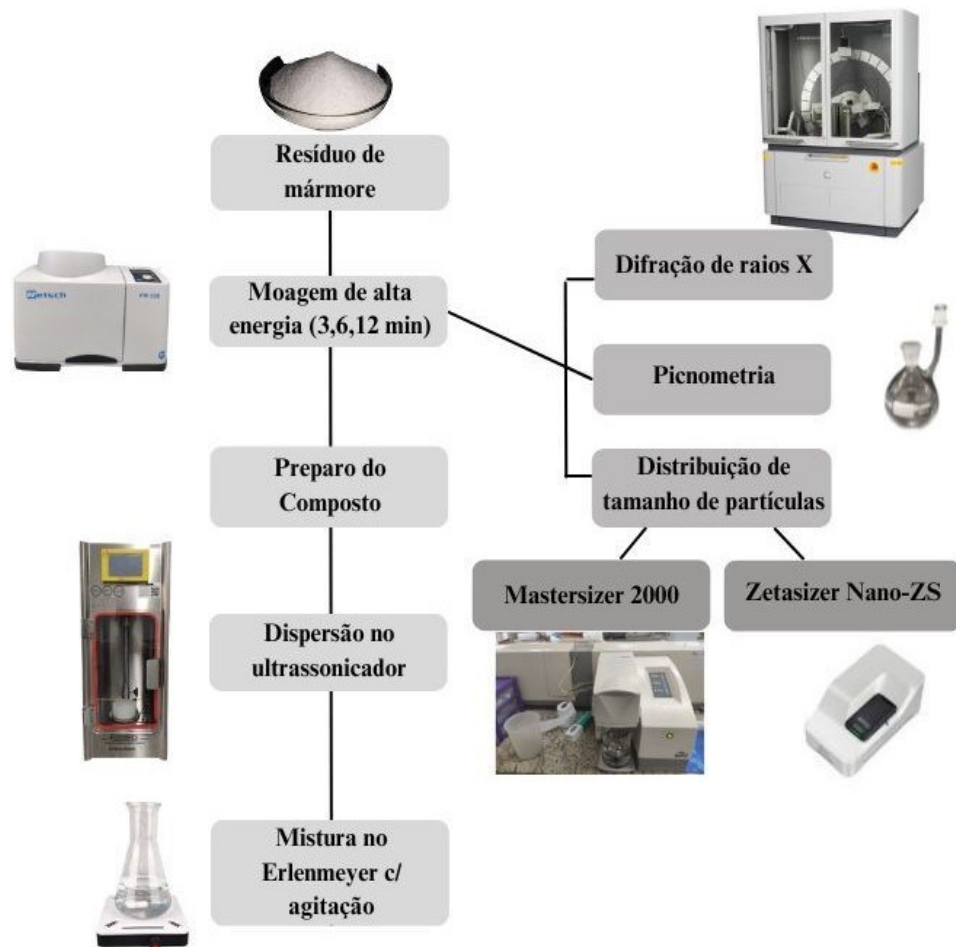 Resíduo de
mármore
Moagem de alta
energia (3,6,12 min)
Preparo do
Composto
Dispersão no
ultrassonicador
Mistura no
Erlenmeyer c/
agitação
Difração de raios X
Picnometria
Distribuição de
tamanho de partículas
Mastersizer 2000
Zetasizer Nano-ZS